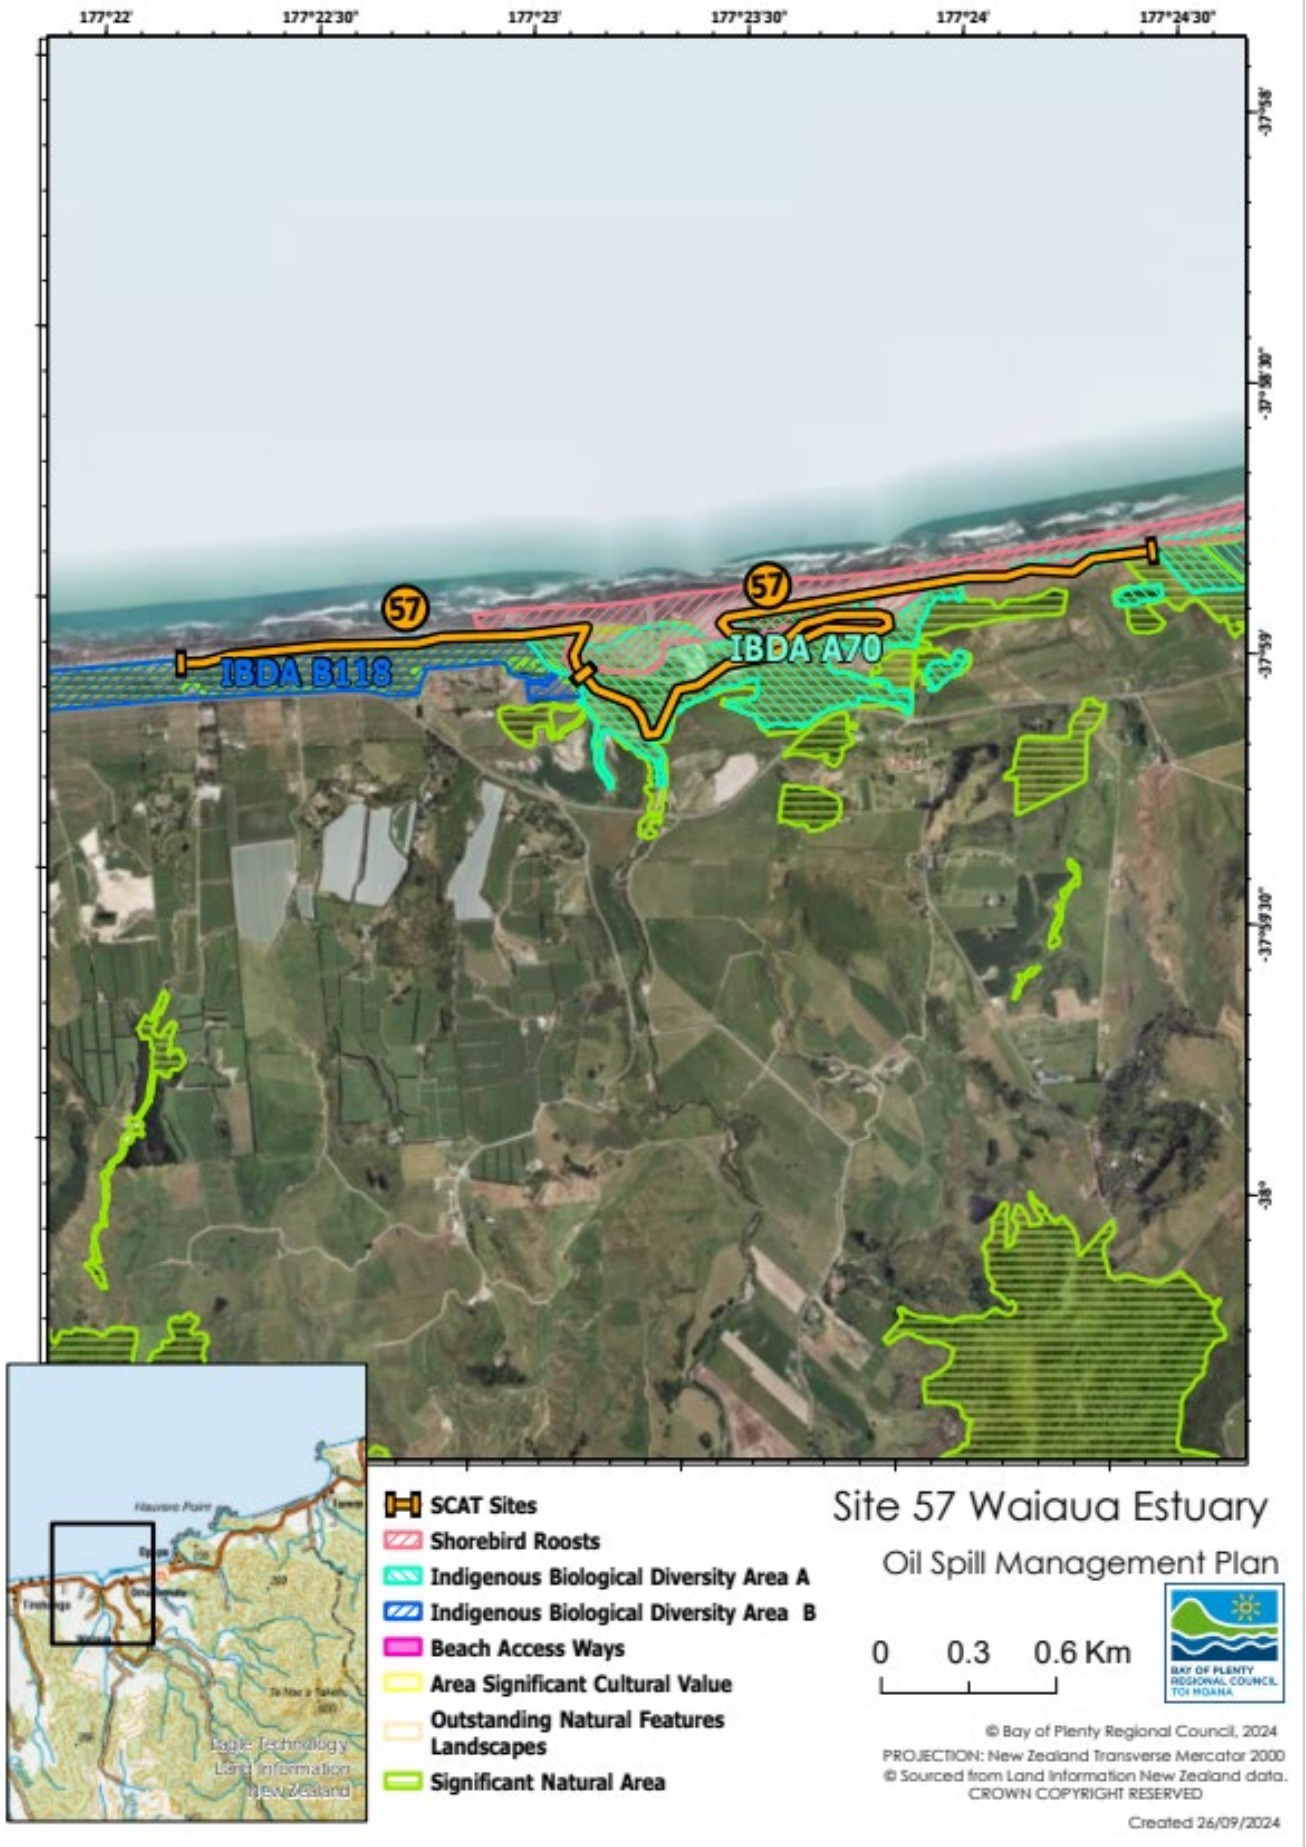 177°22'
177°22'30"
177°23'
177°23'30"
177°24'
177°24'30"
-37°58'
-37°58'30"
-37°59'
-37°59'30"
-38°
57
57
IBDA B118
IBDA A70
Haurere Point
Opape
Torere
Omarumutu
Tirohanga
Waiaua
Eagle Technology
Land Information
New Zealand
SCAT Sites
Shorebird Roosts
Indigenous Biological Diversity Area A
Indigenous Biological Diversity Area B
Beach Access Ways
Area Significant Cultural Value
Outstanding Natural Features
Landscapes
Significant Natural Area
Site 57 Waiaua Estuary
Oil Spill Management Plan
0 0.3 0.6 Km
BAY OF PLENTY
REGIONAL COUNCIL
TOI MOANA
© Bay of Plenty Regional Council, 2024
PROJECTION: New Zealand Transverse Mercator 2000
© Sourced from Land Information New Zealand data.
CROWN COPYRIGHT RESERVED
Created 26/09/2024